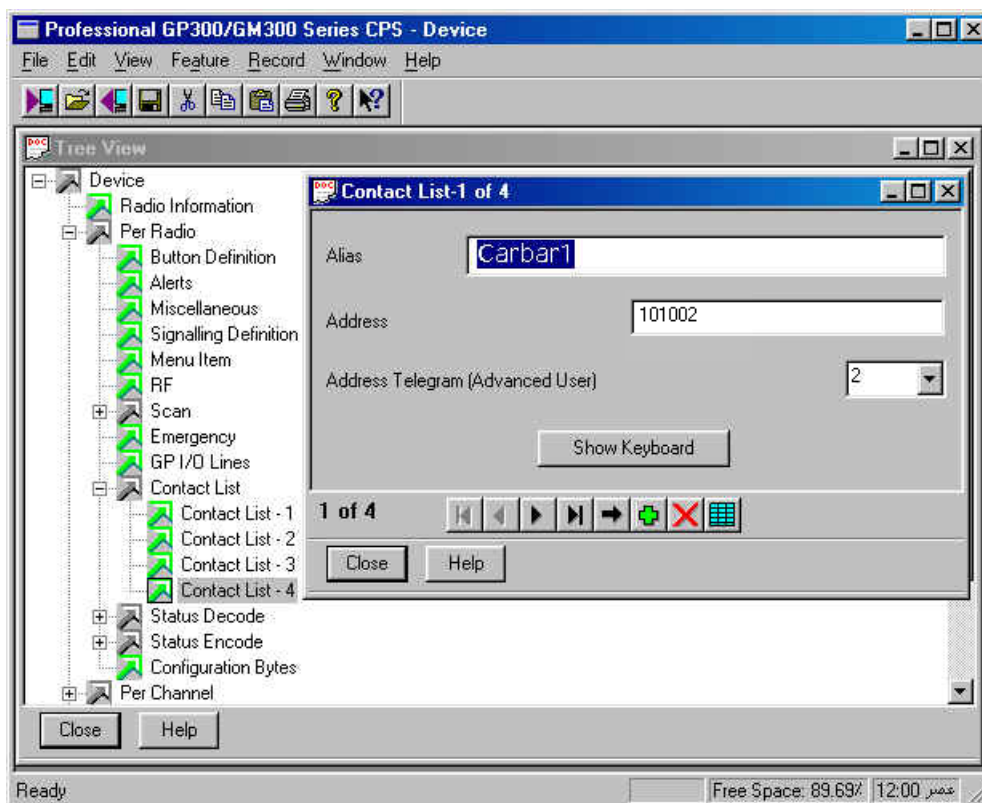 Professional GP300/GM300 Series CPS - Device
File Edit View Feature Record Window Help
Tree View
Device
Radio Information
Per Radio
Button Definition
Alerts
Miscellaneous
Signalling Definition
Menu Item
RF
Scan
Emergency
GP I/O Lines
Contact List
Contact List - 1
Contact List - 2
Contact List - 3
Contact List - 4
Status Decode
Status Encode
Configuration Bytes
Per Channel
Contact List-1 of 4
Alias Carbar1
Address 101002
Address Telegram (Advanced User) 2
Show Keyboard
1 of 4
Close Help
Close Help
Ready Free Space: 89.69% 12:00 عصر